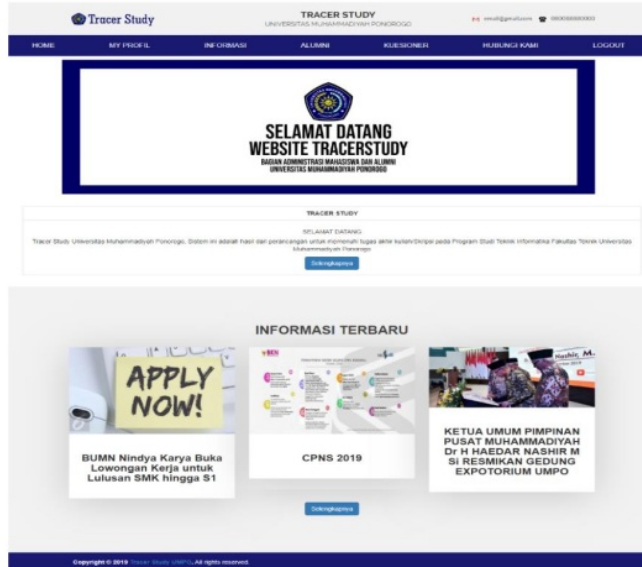 Tracer Study
TRACER STUDY
UNIVERSITAS MUHAMMADIYAH PONOROGO
email@gmail.com
HOME MY PROFIL INFORMASI ALUMNI KUESIONER HUBUNGI KAMI LOGOUT
SELAMAT DATANG
WEBSITE TRACERSTUDY
BAGIAN ADMINISTRASI MAHASISWA DAN ALUMNI
UNIVERSITAS MUHAMMADIYAH PONOROGO
TRACER STUDY
SELAMAT DATANG
Tracer Study Universitas Muhammadiyah Ponorogo, Sistem ini adalah hasil dari perancangan untuk memenuhi tugas akhir kuliah/Skripsi pada Program Studi Teknik Informatika Fakultas Teknik Universitas
Muhammadiyah Ponorogo
Selengkapnya
INFORMASI TERBARU
APPLY
NOW!
BUMN Nindya Karya Buka
Lowongan Kerja untuk
Lulusan SMK hingga S1
CPNS 2019
Nashir, M.
KETUA UMUM PIMPINAN
PUSAT MUHAMMADIYAH
Dr H HAEDAR NASHIR M
Si RESMIKAN GEDUNG
EXPOTORIUM UMPO
Selengkapnya
Copyright © 2019 Tracer Study UMPO. All rights reserved.